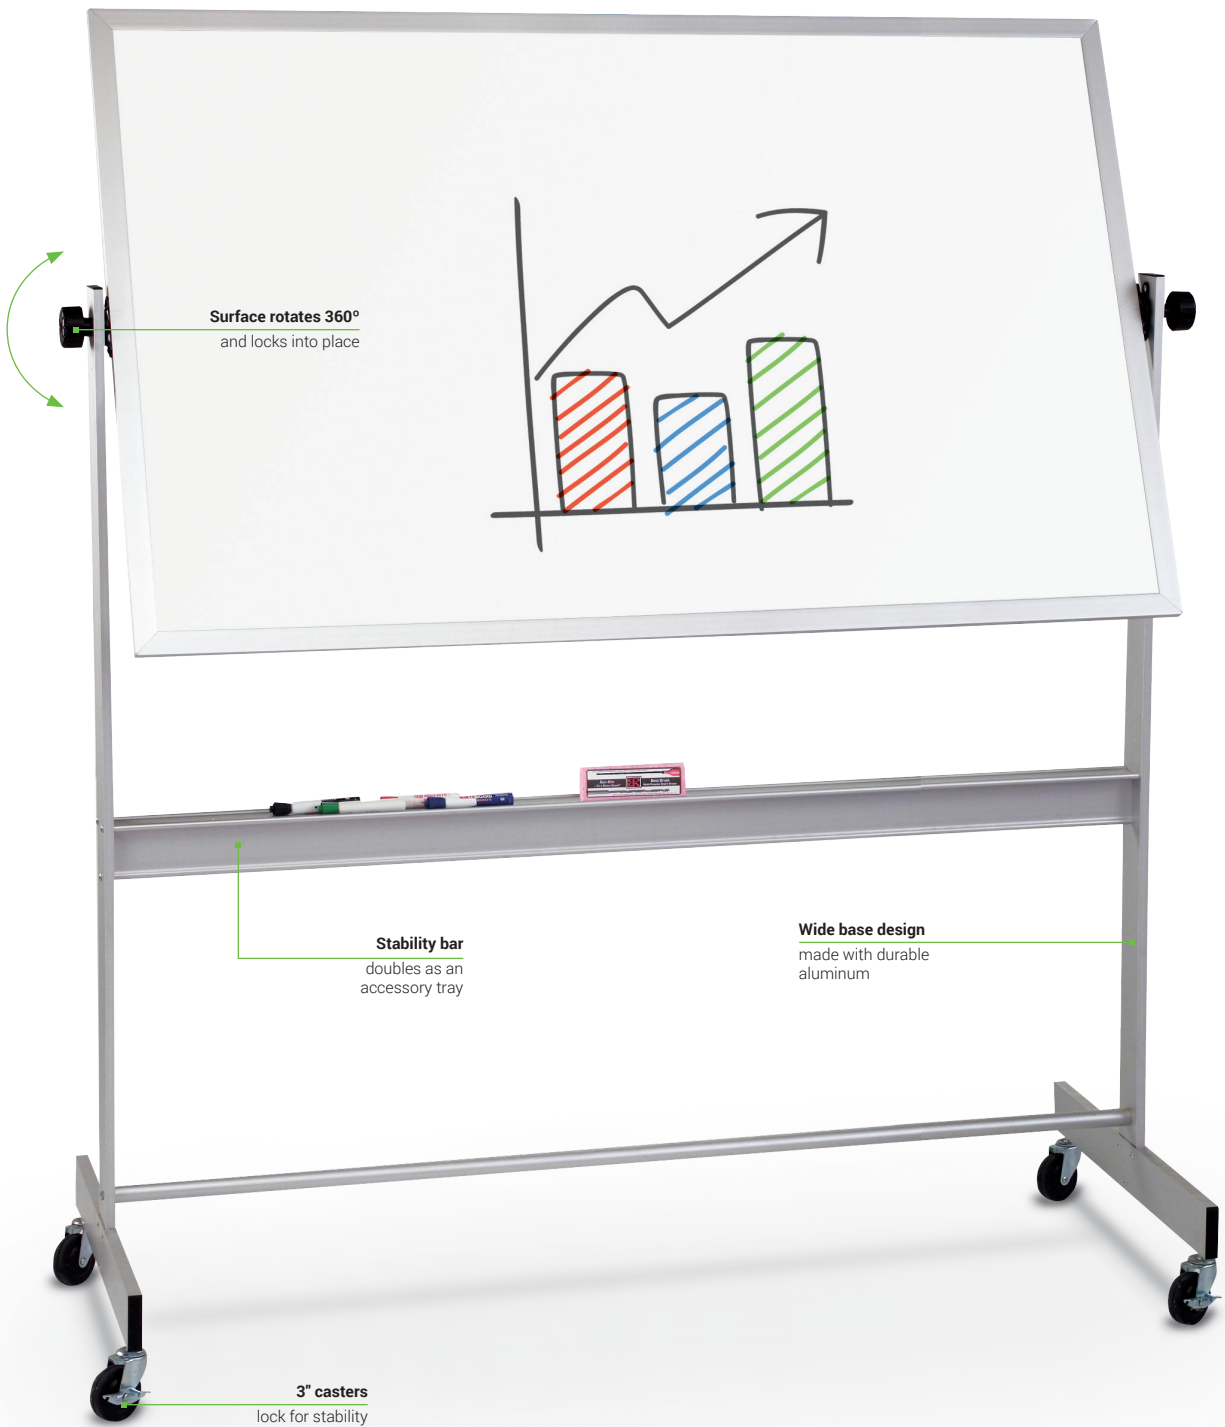 Surface rotates 360º
and locks into place
Stability bar
doubles as an
accessory tray
Wide base design
made with durable
aluminum
3" casters
lock for stability